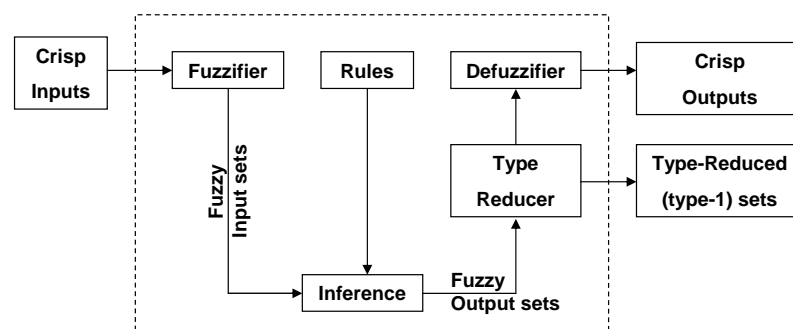 Crisp
Inputs
Fuzzifier
Rules
Defuzzifier
Crisp
Outputs
Fuzzy
Input sets
Type
Reducer
Type-Reduced
(type-1) sets
Inference
Fuzzy
Output sets